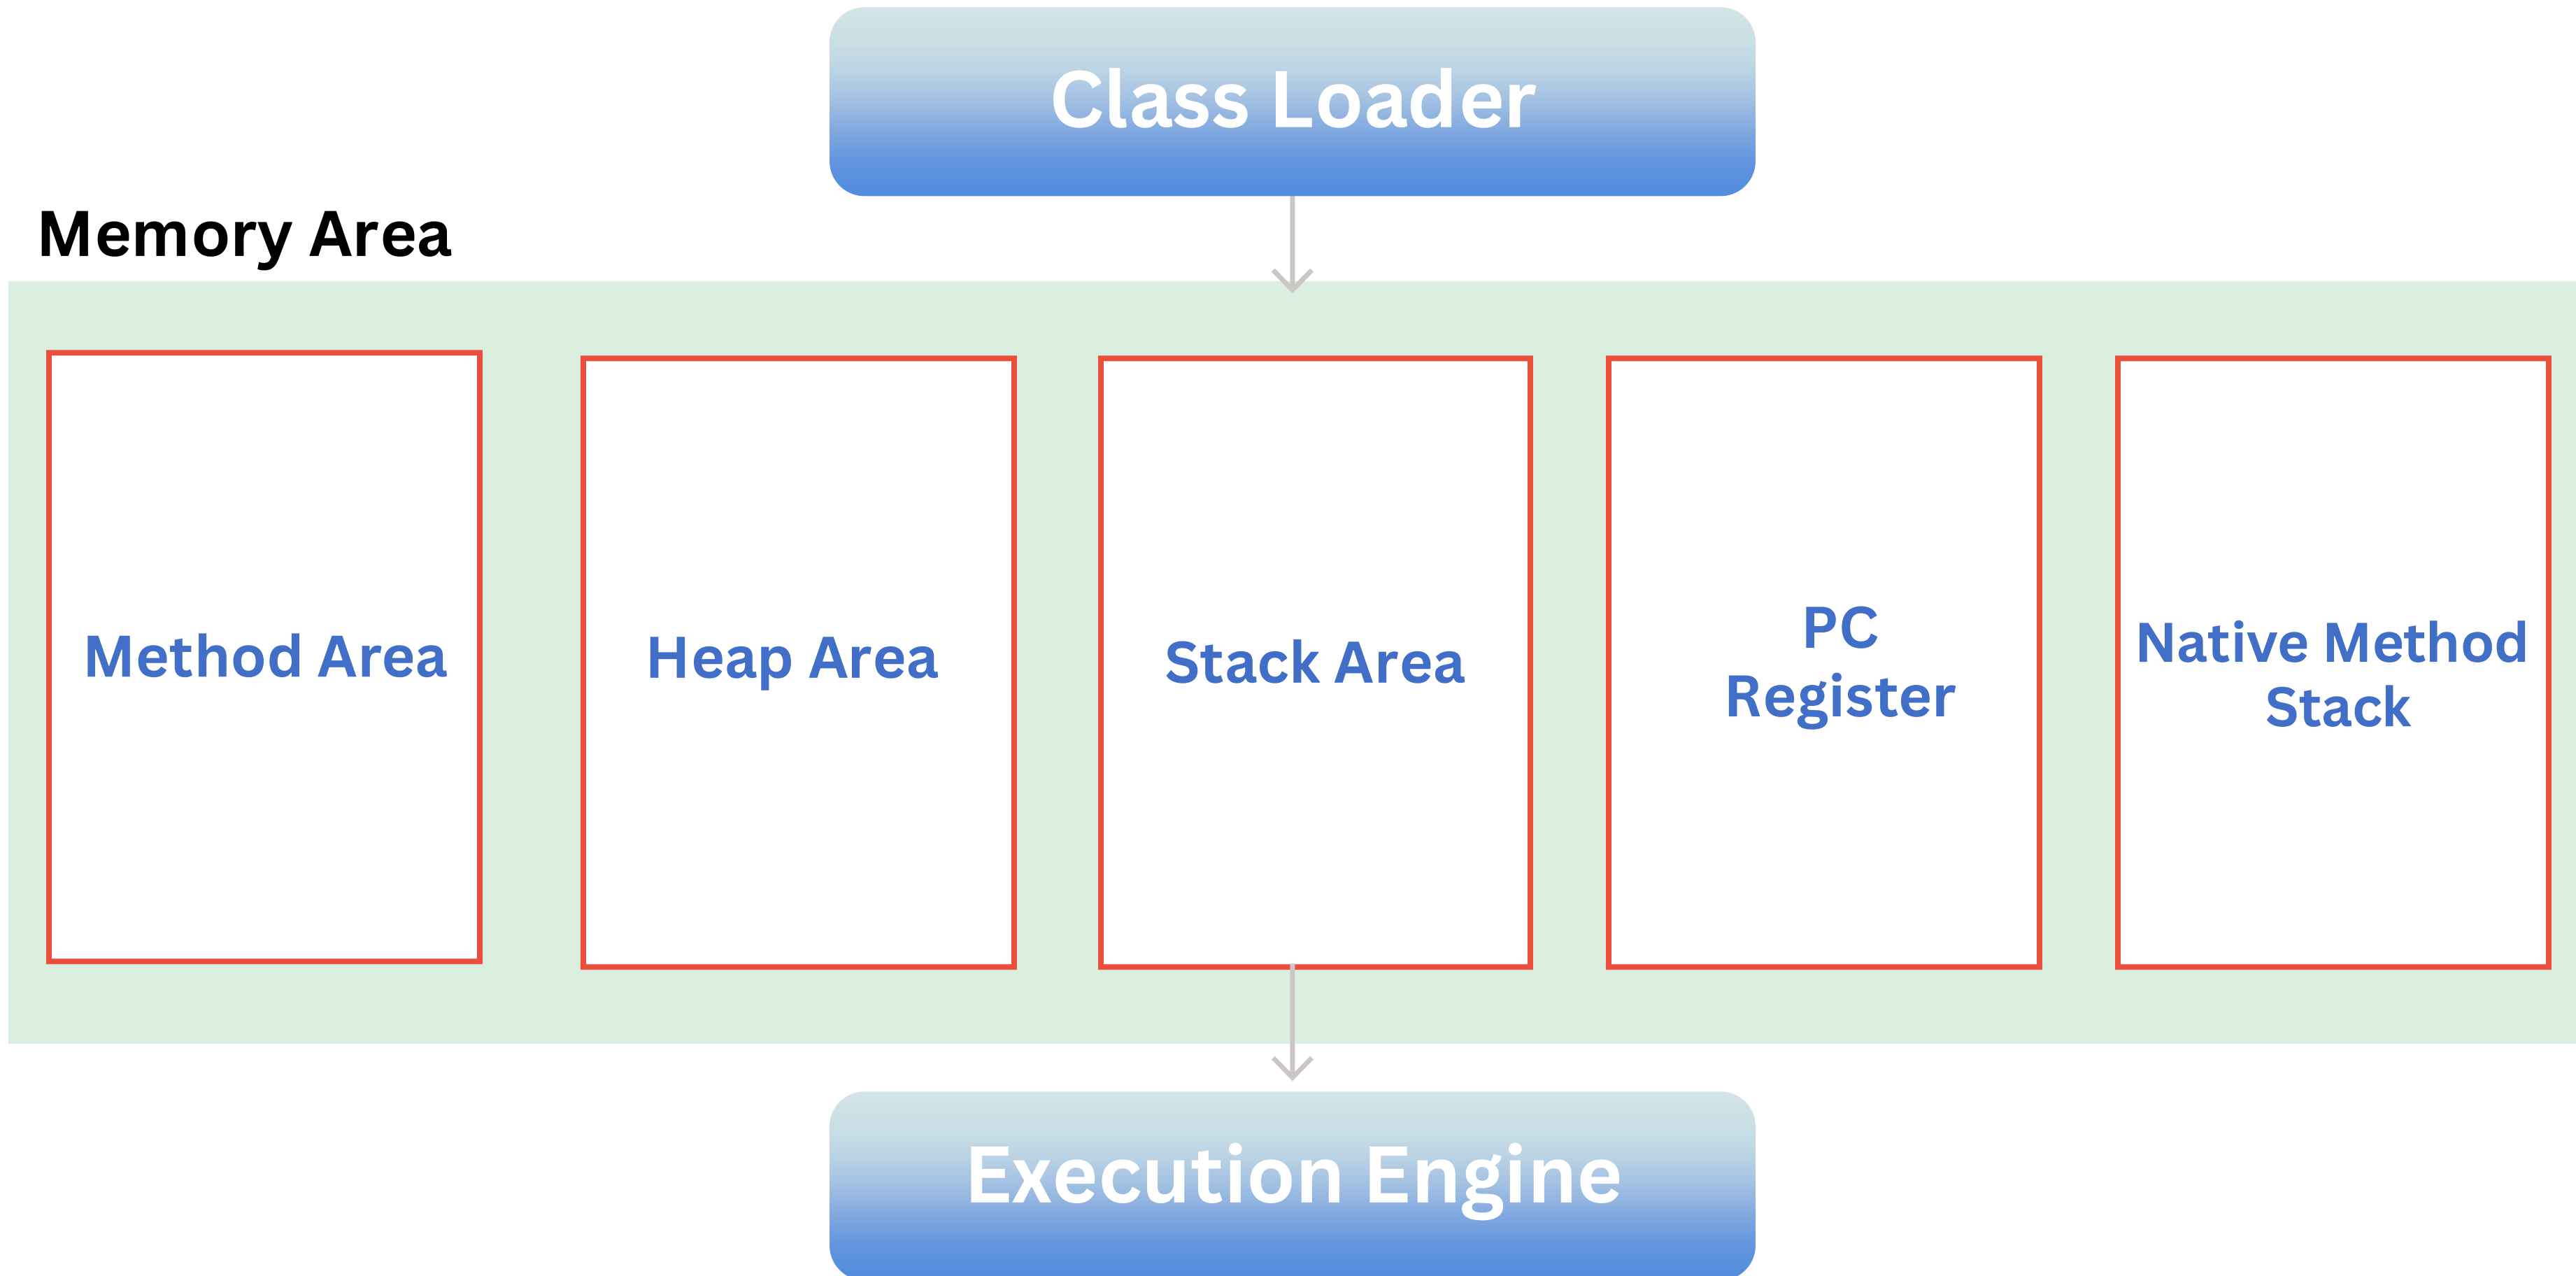 Class Loader
Memory Area
Method Area
Heap Area
Stack Area
PC
Register
Native Method
Stack
Execution Engine